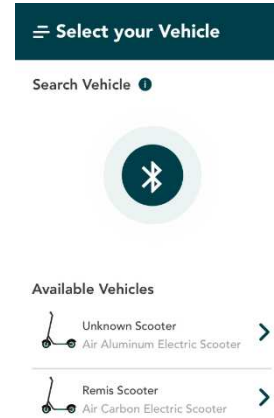 Select your Vehicle
Search Vehicle
Available Vehicles
Unknown Scooter
Air Aluminum Electric Scooter
Remis Scooter
Air Carbon Electric Scooter